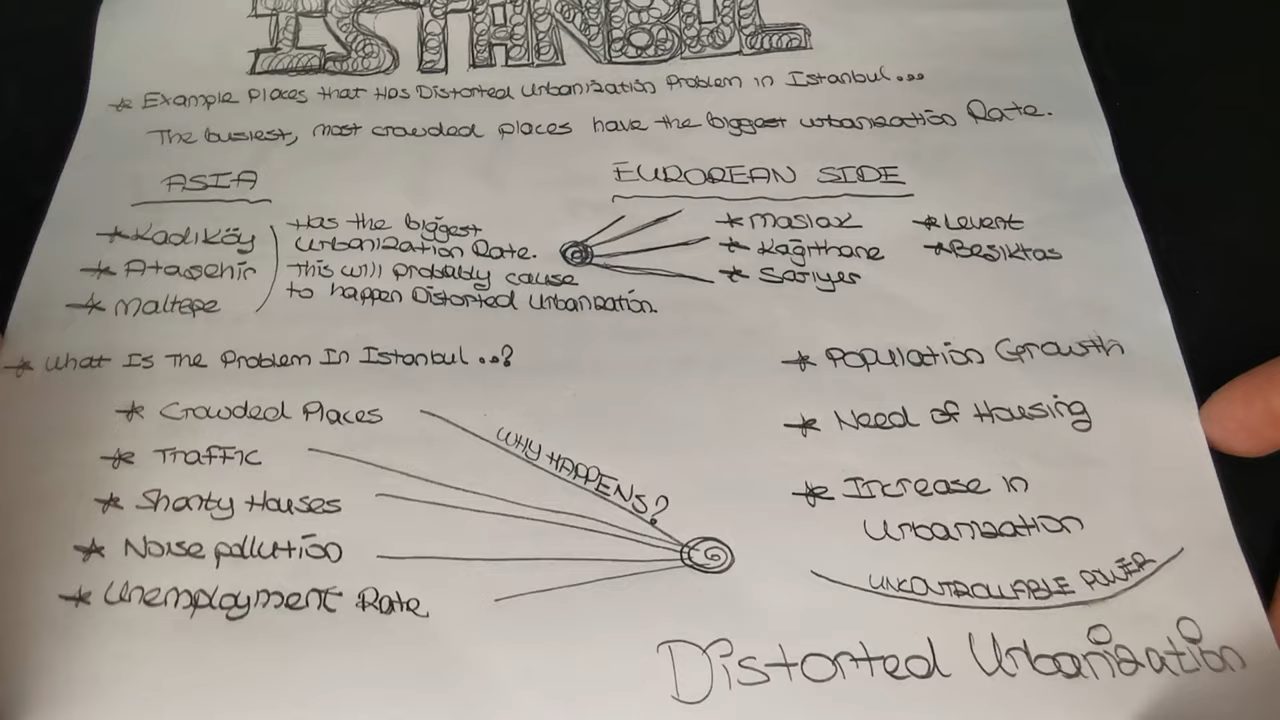 ISTANBUL
* Example Places that Has Distorted Urbanization Problem in Istanbul...
The busiest, most crowded places have the biggest urbanization Rate.
ASIA
* Kadıköy
* Ataşehir
* Maltepe
Has the biggest
Urbanization Rate.
this will probably cause
to happen Distorted Urbanization.
EUROPEAN SIDE
* Maslak
* Kağıthane
* Sarıyer
* Levent
* Beşiktaş
* What Is The Problem In Istanbul...?
* Crowded Places
* Traffic
* Shanty Houses
* Noise pollution
* Unemployment Rate
WHY HAPPENS?
* Population Growth
* Need of Housing
* Increase in
Urbanization
UNCOUTROLLABLE POWER
Distorted Urbanization